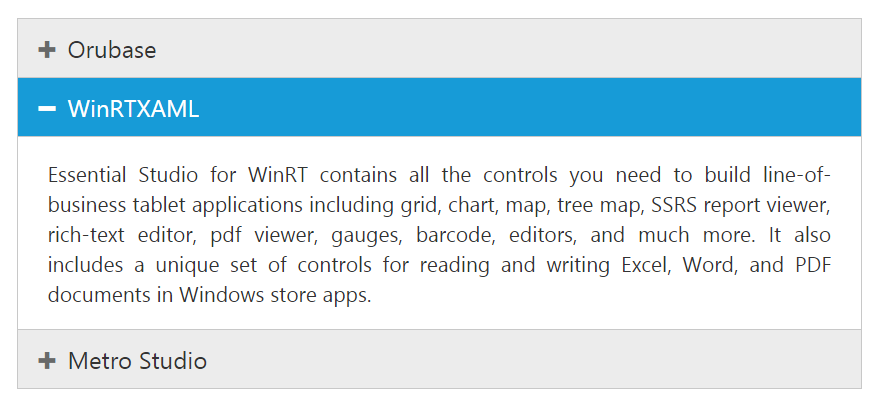 Orubase
WinRTXAML
Essential Studio for WinRT contains all the controls you need to build line-of-
business tablet applications including grid, chart, map, tree map, SSRS report viewer,
rich-text editor, pdf viewer, gauges, barcode, editors, and much more. It also
includes a unique set of controls for reading and writing Excel, Word, and PDF
documents in Windows store apps.
Metro Studio